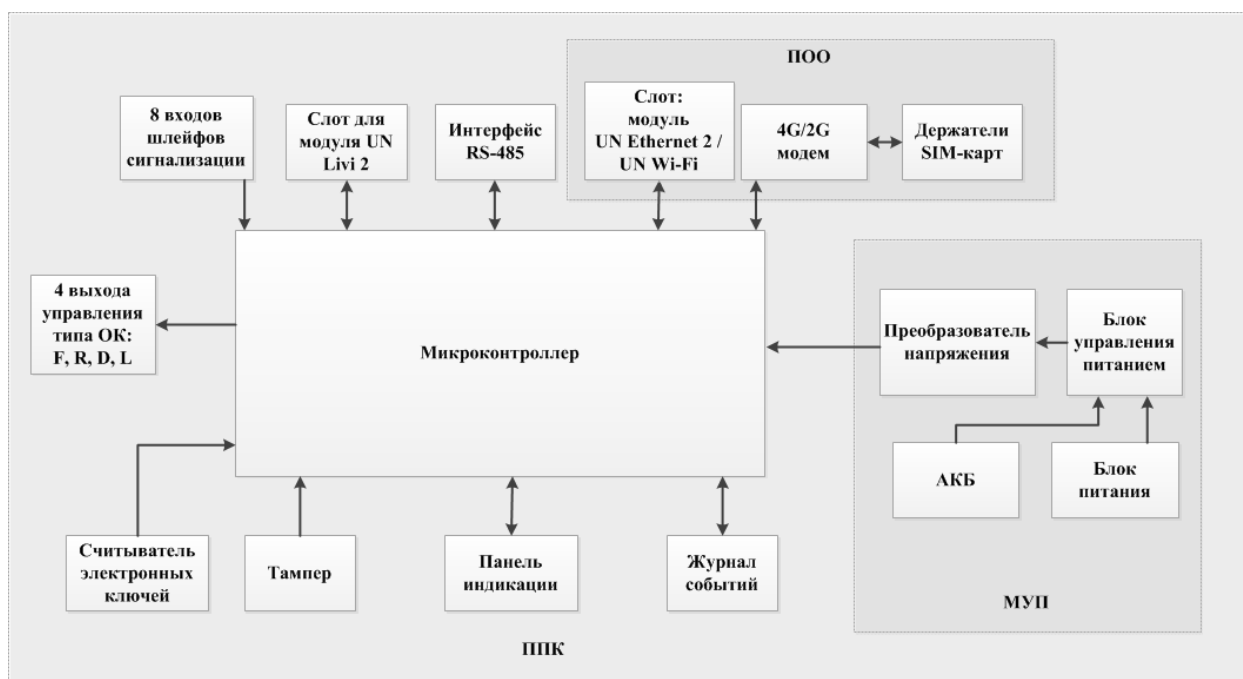 ПОО
8 входов
шлейфов
сигнализации
Слот для
модуля UN
Livi 2
Интерфейс
RS-485
Слот:
модуль
UN Ethernet 2 /
UN Wi-Fi
4G/2G
модем
Держатели
SIM-карт
4 выхода
управления
типа ОК:
F, R, D, L
Микроконтроллер
Преобразователь
напряжения
Блок
управления
питанием
АКБ
Блок
питания
Считыватель
электронных
ключей
Тампер
Панель
индикации
Журнал
событий
МУП
ППК